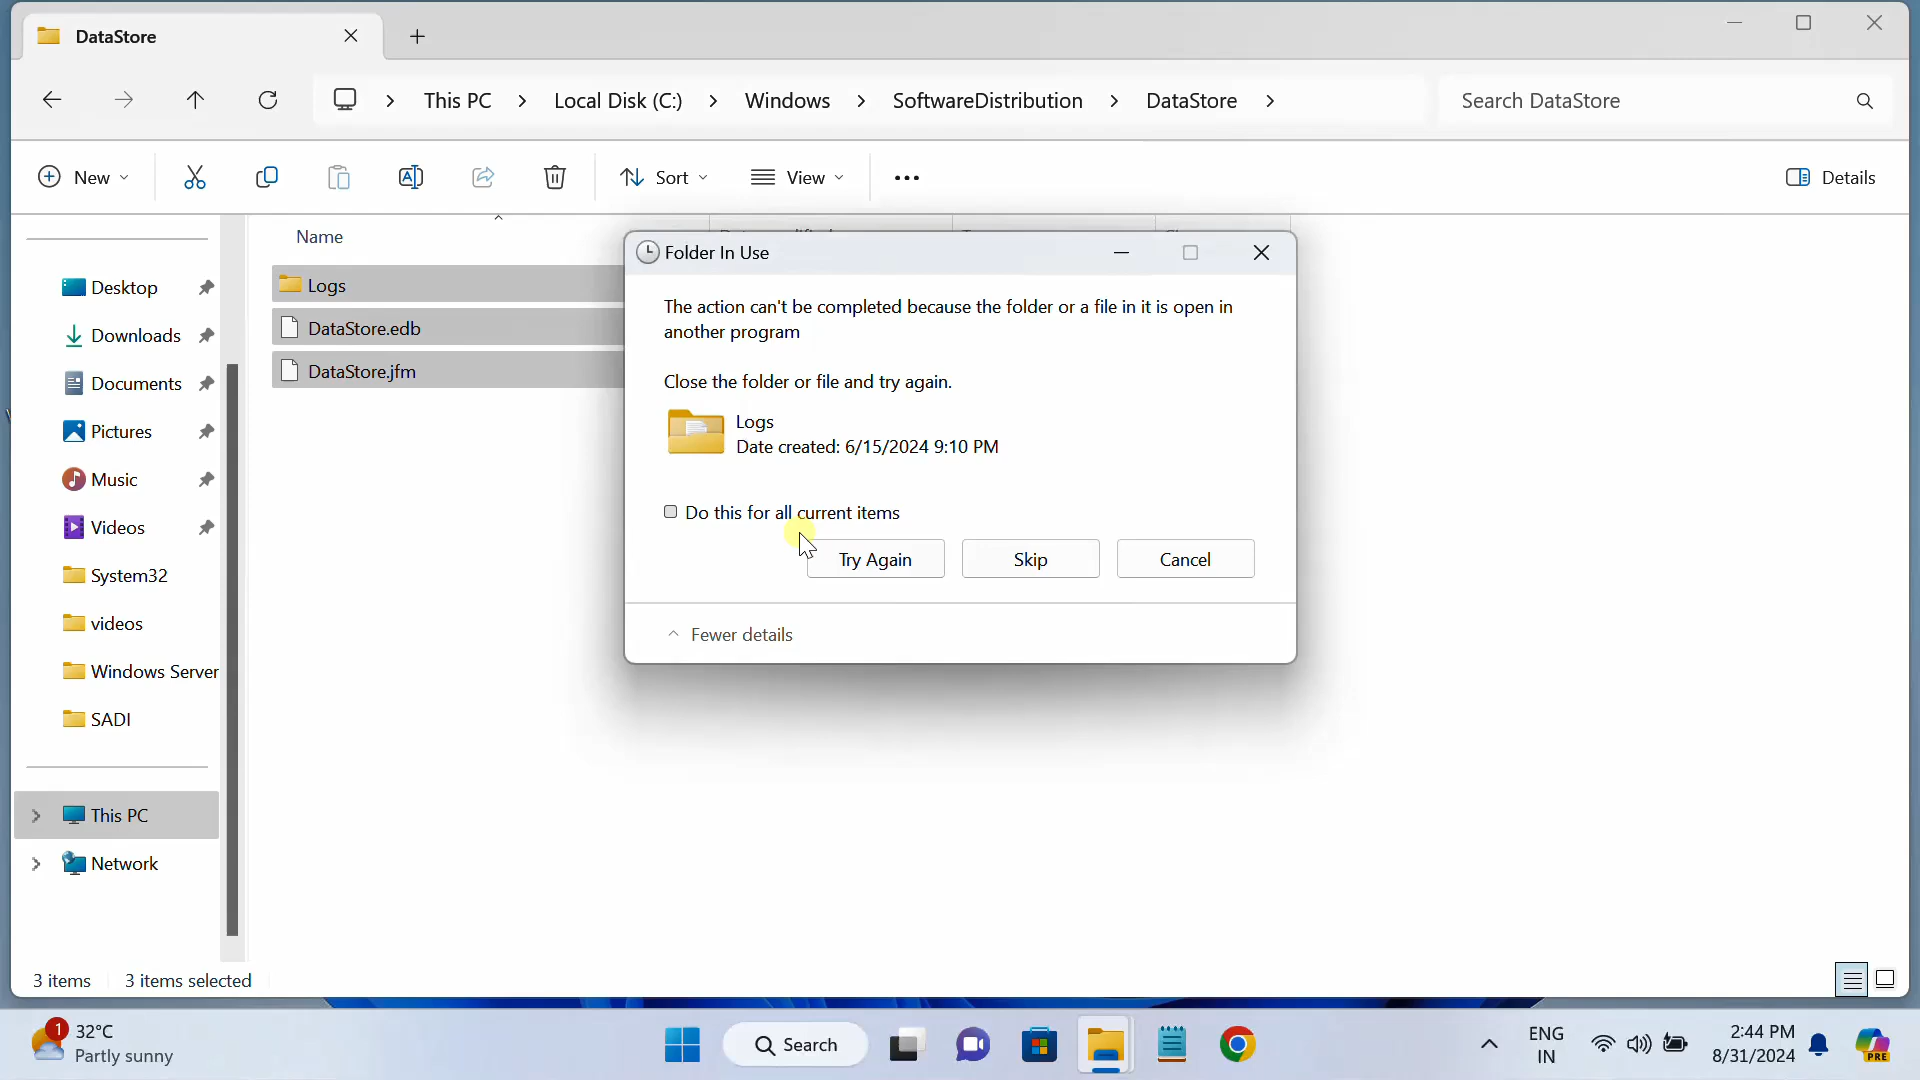 DataStore
This PC
Local Disk (C:)
Windows
SoftwareDistribution
DataStore
Search DataStore
New
Sort
View
Details
Name
Desktop
Downloads
Documents
Pictures
Music
Videos
System32
videos
Windows Server
SADI
This PC
Network
Logs
DataStore.edb
DataStore.jfm
Folder In Use
The action can't be completed because the folder or a file in it is open in
another program
Close the folder or file and try again.
Logs
Date created: 6/15/2024 9:10 PM
Do this for all current items
Try Again
Skip
Cancel
Fewer details
3 items
3 items selected
1
32°C
Partly sunny
Search
ENG
IN
2:44 PM
8/31/2024
PRE